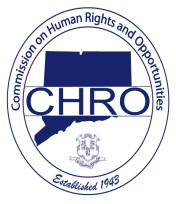 Commission on Human Rights and Opportunities
CHRO
Established 1943